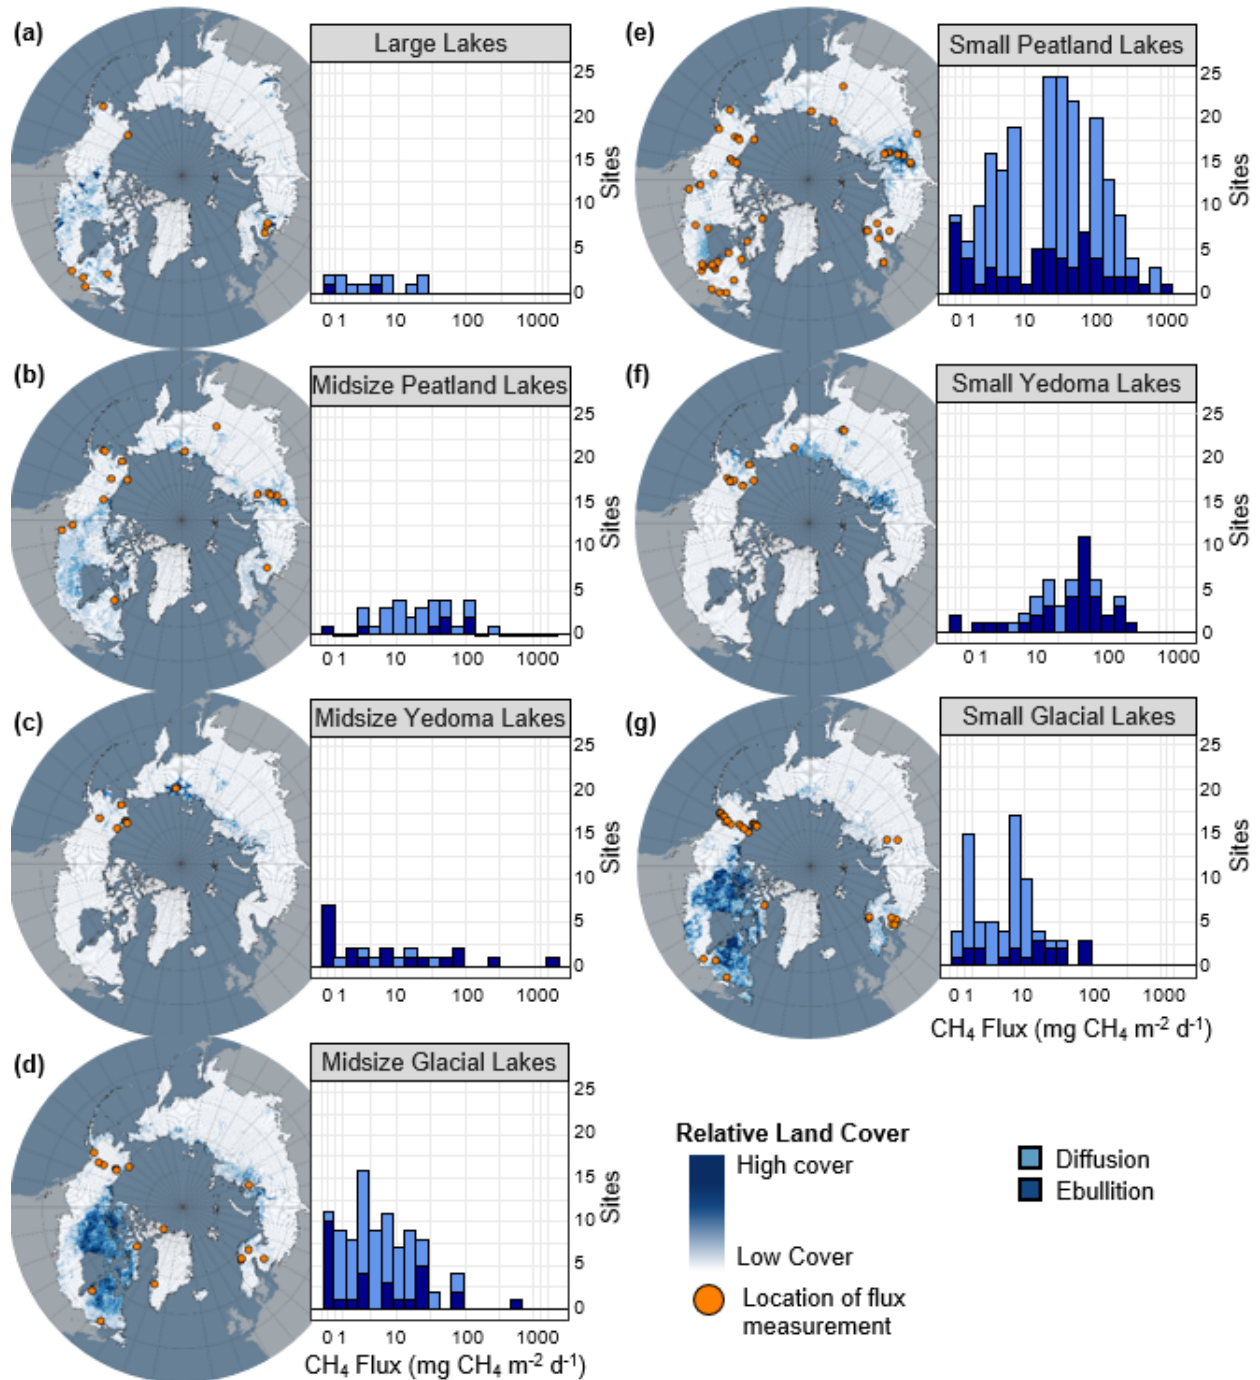 (a)
Large Lakes
25
20
15
10
5
0
Sites
0 1 10 100 1000
(b)
Midsize Peatland Lakes
25
20
15
10
5
0
Sites
0 1 10 100 1000
(c)
Midsize Yedoma Lakes
25
20
15
10
5
0
Sites
0 1 10 100 1000
(d)
Midsize Glacial Lakes
25
20
15
10
5
0
Sites
0 1 10 100 1000
CH₄ Flux (mg CH₄ m⁻² d⁻¹)
(e)
Small Peatland Lakes
25
20
15
10
5
0
Sites
0 1 10 100 1000
(f)
Small Yedoma Lakes
25
20
15
10
5
0
Sites
0 1 10 100 1000
(g)
Small Glacial Lakes
25
20
15
10
5
0
Sites
0 1 10 100 1000
CH₄ Flux (mg CH₄ m⁻² d⁻¹)
Relative Land Cover
High cover
Low Cover
Location of flux
measurement
Diffusion
Ebullition